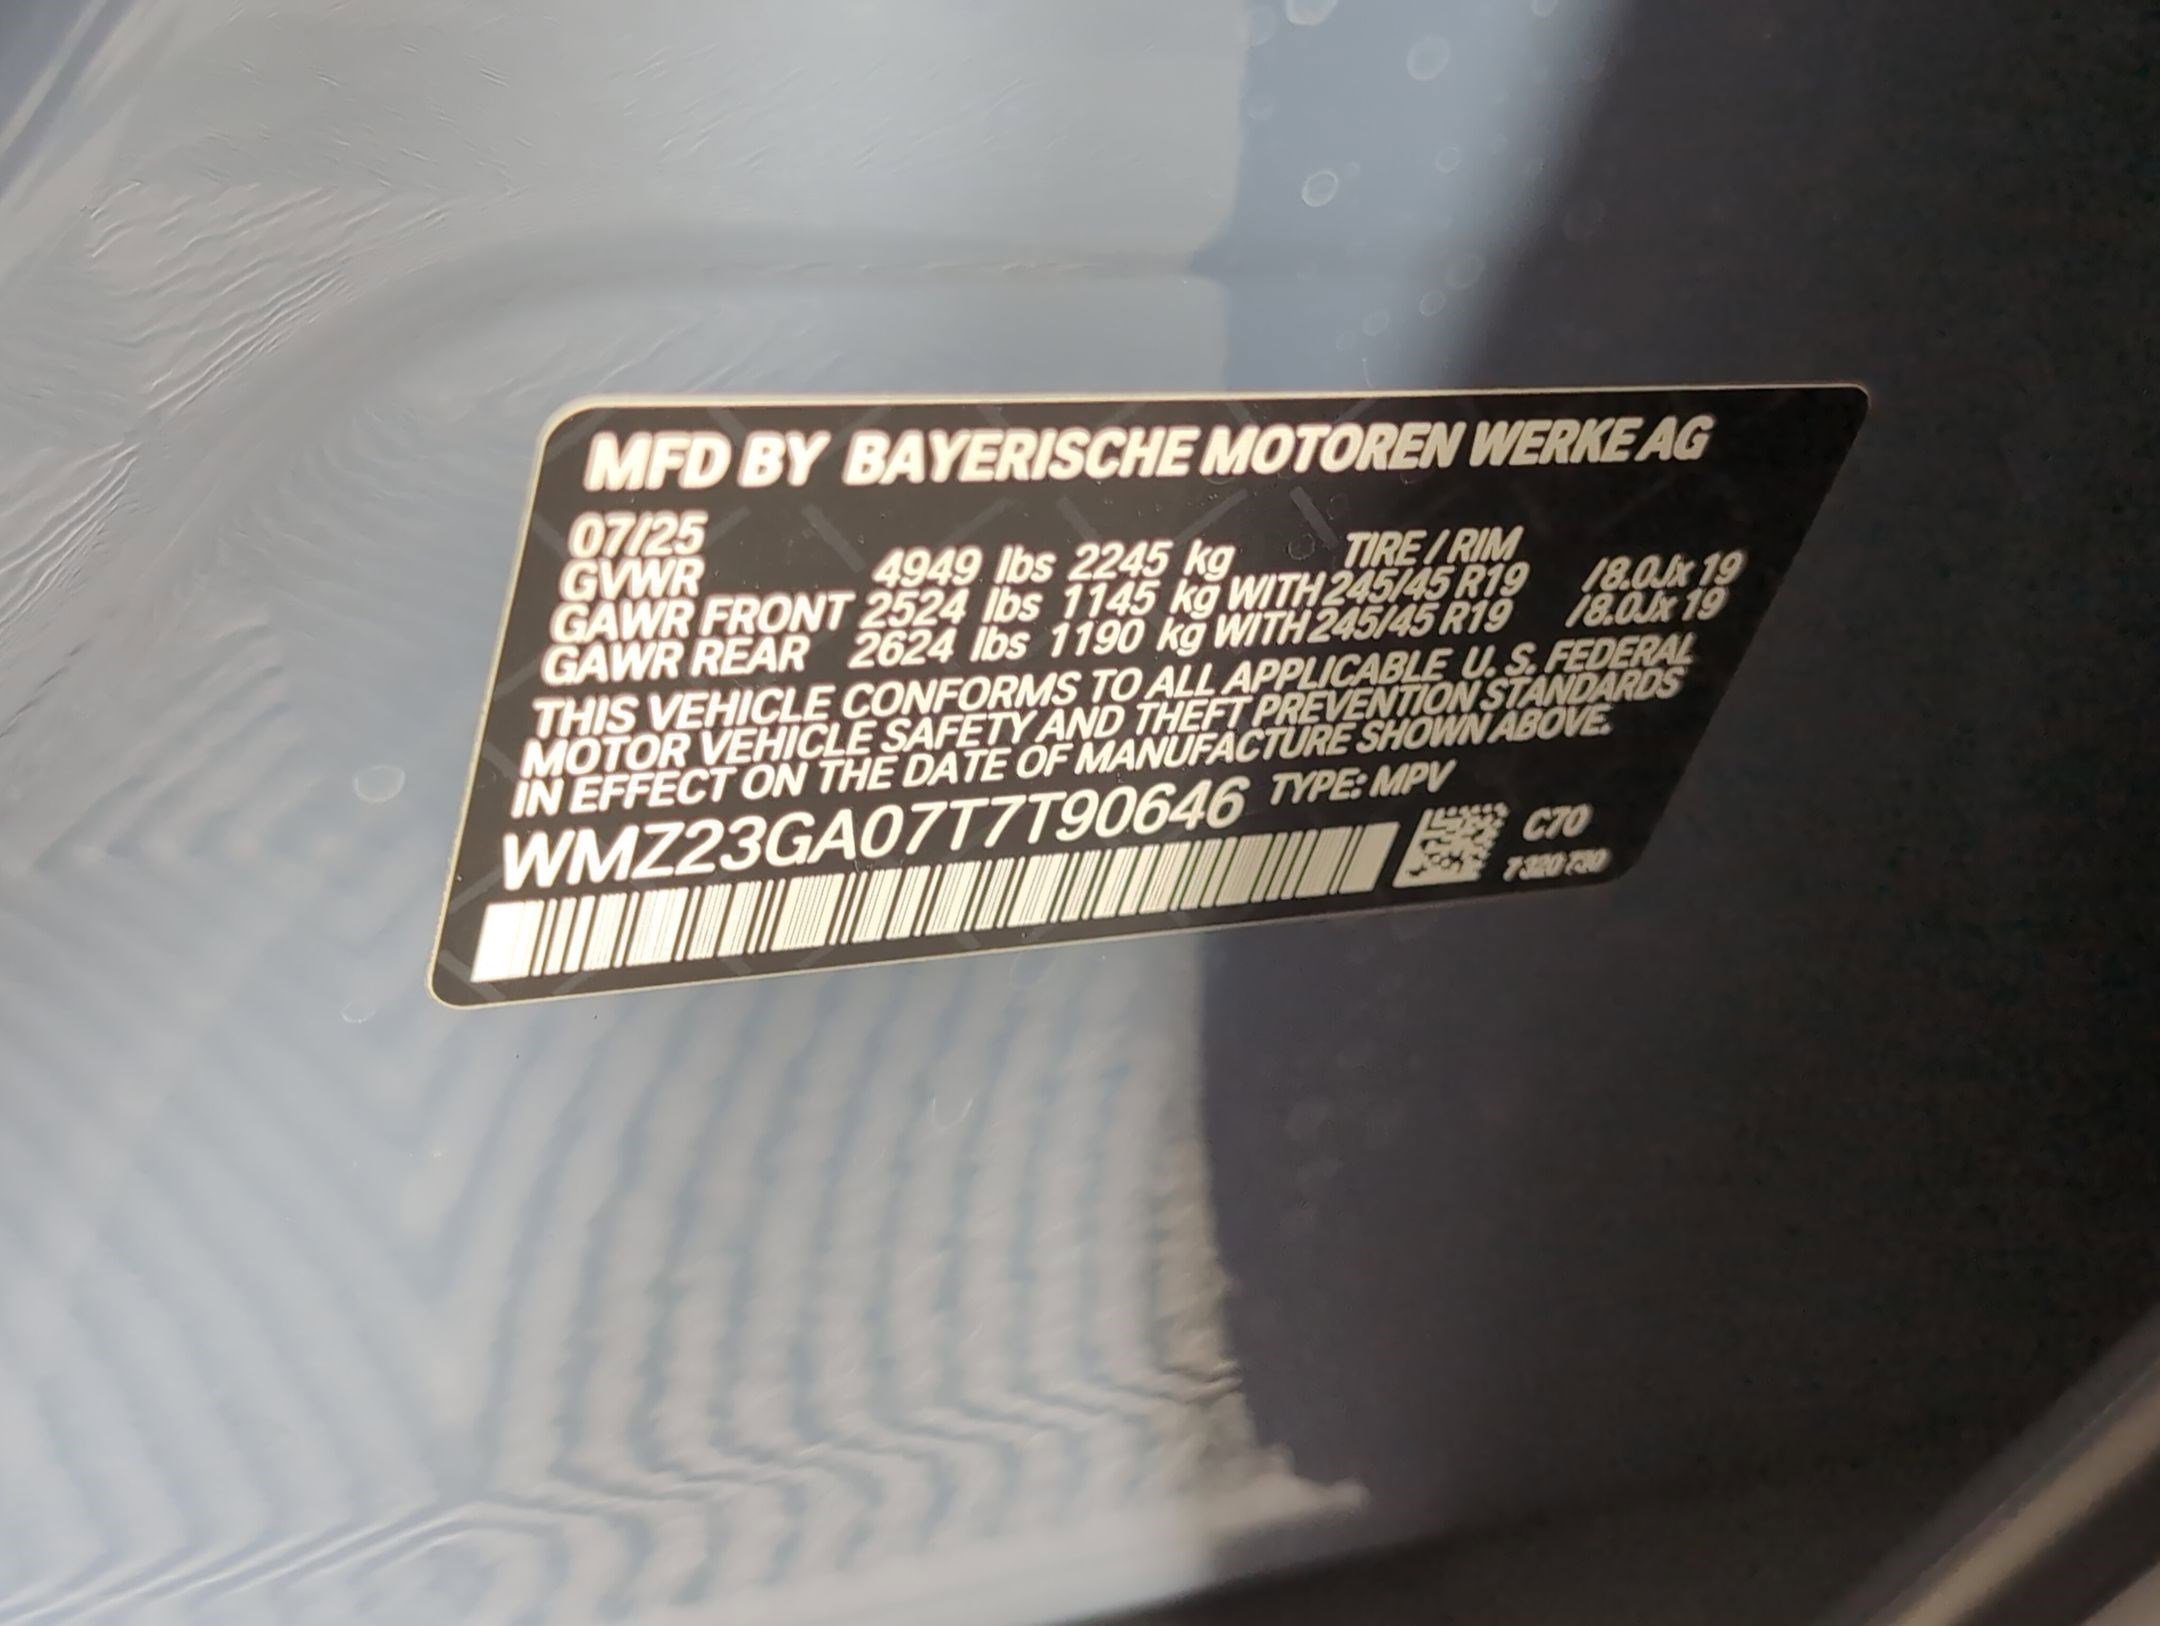 MFD BY BAYERISCHE MOTOREN WERKE AG
07/25 TIRE / RIM
GVWR 4949 lbs 2245 kg
GAWR FRONT 2524 lbs 1145 kg WITH 245/45 R19 /8.0Jx 19
GAWR REAR 2624 lbs 1190 kg WITH 245/45 R19 /8.0Jx 19
THIS VEHICLE CONFORMS TO ALL APPLICABLE U. S. FEDERAL
MOTOR VEHICLE SAFETY AND THEFT PREVENTION STANDARDS
IN EFFECT ON THE DATE OF MANUFACTURE SHOWN ABOVE.
WMZ23GA07T7T90646 TYPE: MPV
C70
7 320 730